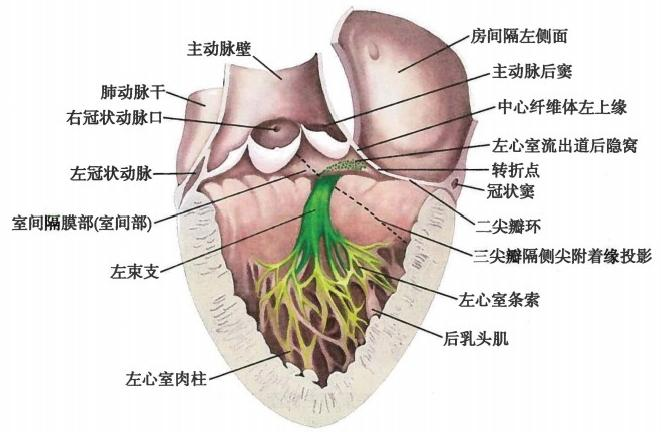 主动脉壁
肺动脉干
右冠状动脉口
左冠状动脉
室间隔膜部(室间部)
左束支
左心室肉柱
房间隔左侧面
主动脉后窦
中心纤维体左上缘
左心室流出道后隐窝
转折点
冠状窦
二尖瓣环
三尖瓣隔侧尖附着缘投影
左心室条索
后乳头肌